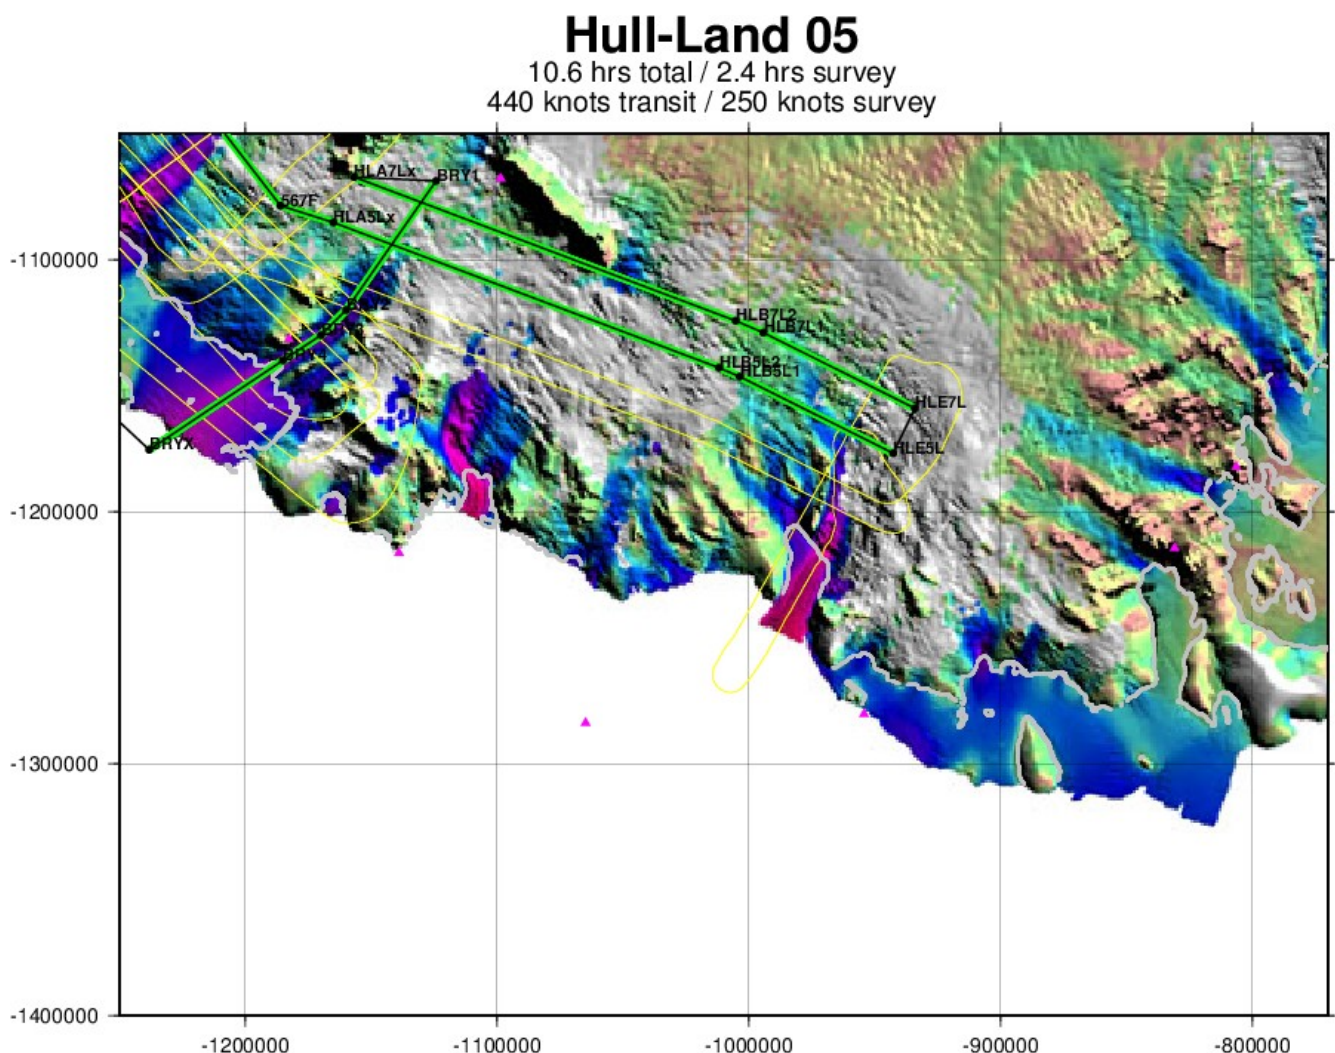 Hull-Land 05
10.6 hrs total / 2.4 hrs survey
440 knots transit / 250 knots survey
HLA7Lx
BRY1
567F
HLA5Lx
-1100000
HLB7L2
HLB7L1
HLB5L2
HLB5L1
HLE7L
BRYX
HLE5L
-1200000
-1300000
-1400000
-1200000
-1100000
-1000000
-900000
-800000